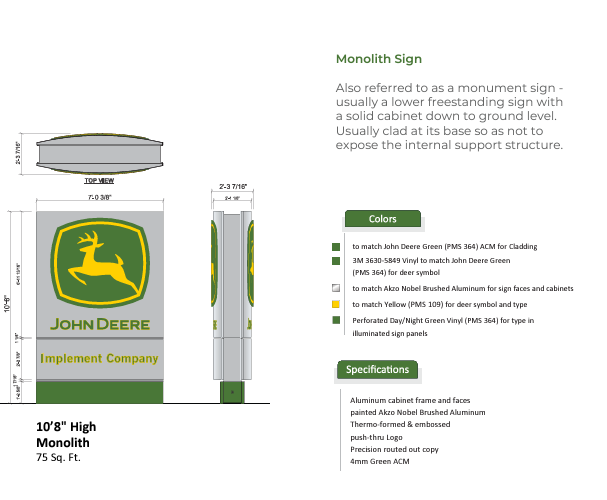 Monolith Sign
Also referred to as a monument sign -
usually a lower freestanding sign with
a solid cabinet down to ground level.
Usually clad at its base so as not to
expose the internal support structure.
2'-3 7/16"
TOP VIEW
7'-0 3/8"
2'-3 7/16"
10'-8"
JOHN DEERE
Implement Company
10'8" High
Monolith
75 Sq. Ft.
Colors
to match John Deere Green (PMS 364) ACM for Cladding
3M 3630-5849 Vinyl to match John Deere Green
(PMS 364) for deer symbol
to match Akzo Nobel Brushed Aluminum for sign faces and cabinets
to match Yellow (PMS 109) for deer symbol and type
Perforated Day/Night Green Vinyl (PMS 364) for type in
illuminated sign panels
Specifications
Aluminum cabinet frame and faces
painted Akzo Nobel Brushed Aluminum
Thermo-formed & embossed
push-thru Logo
Precision routed out copy
4mm Green ACM